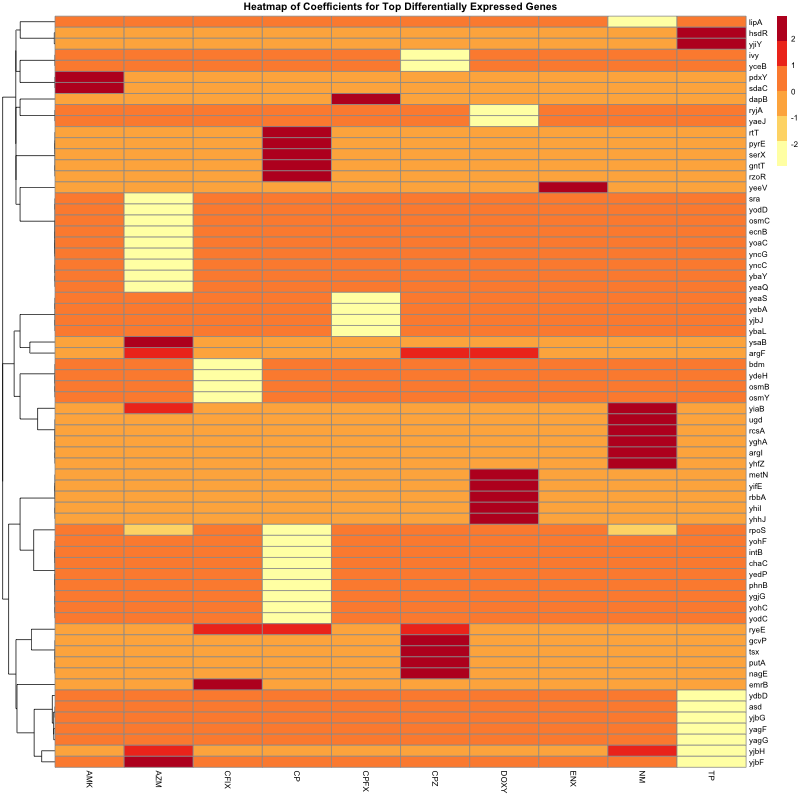 Heatmap of Coefficients for Top Differentially Expressed Genes
lipA
hsdR
yjiY
ivy
yceB
pdxY
sdaC
dapB
ryjA
yaeJ
rtT
pyrE
serX
gntT
rzoR
yeeV
sra
yodD
osmC
ecnB
yoaC
yncG
yncC
ybaY
yeaQ
yeaS
yebA
yjbJ
ybaL
ysaB
argF
bdm
ydeH
osmB
osmY
yiaB
ugd
rcsA
yghA
argI
yhfZ
metN
yifE
rbbA
yhiI
yhhJ
rpoS
yohF
intB
chaC
yedP
phnB
ygjG
yohC
yodC
ryeE
gcvP
tsx
putA
nagE
emrB
ydbD
asd
yjbG
yagF
yagG
yjbH
yjbF
2
1
0
-1
-2
AMK
AZM
CFIX
CP
CPFX
CPZ
DOXY
ENX
NM
TP